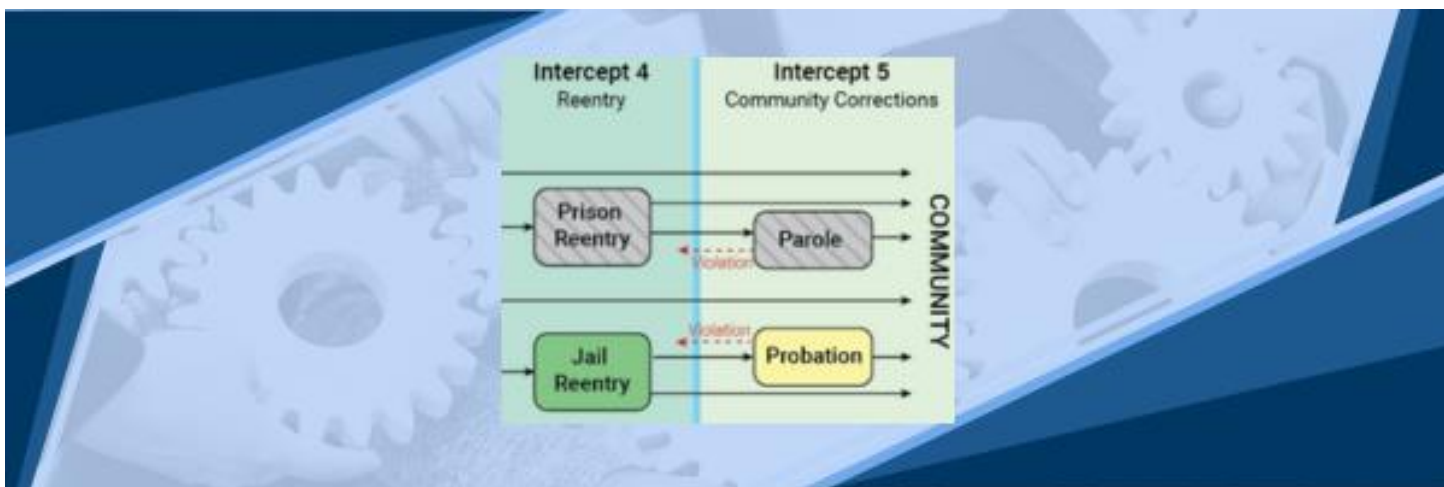 Intercept 4
Reentry
Intercept 5
Community Corrections
Prison
Reentry
Parole
Violation
Violation
Jail
Reentry
Probation
COMMUNITY